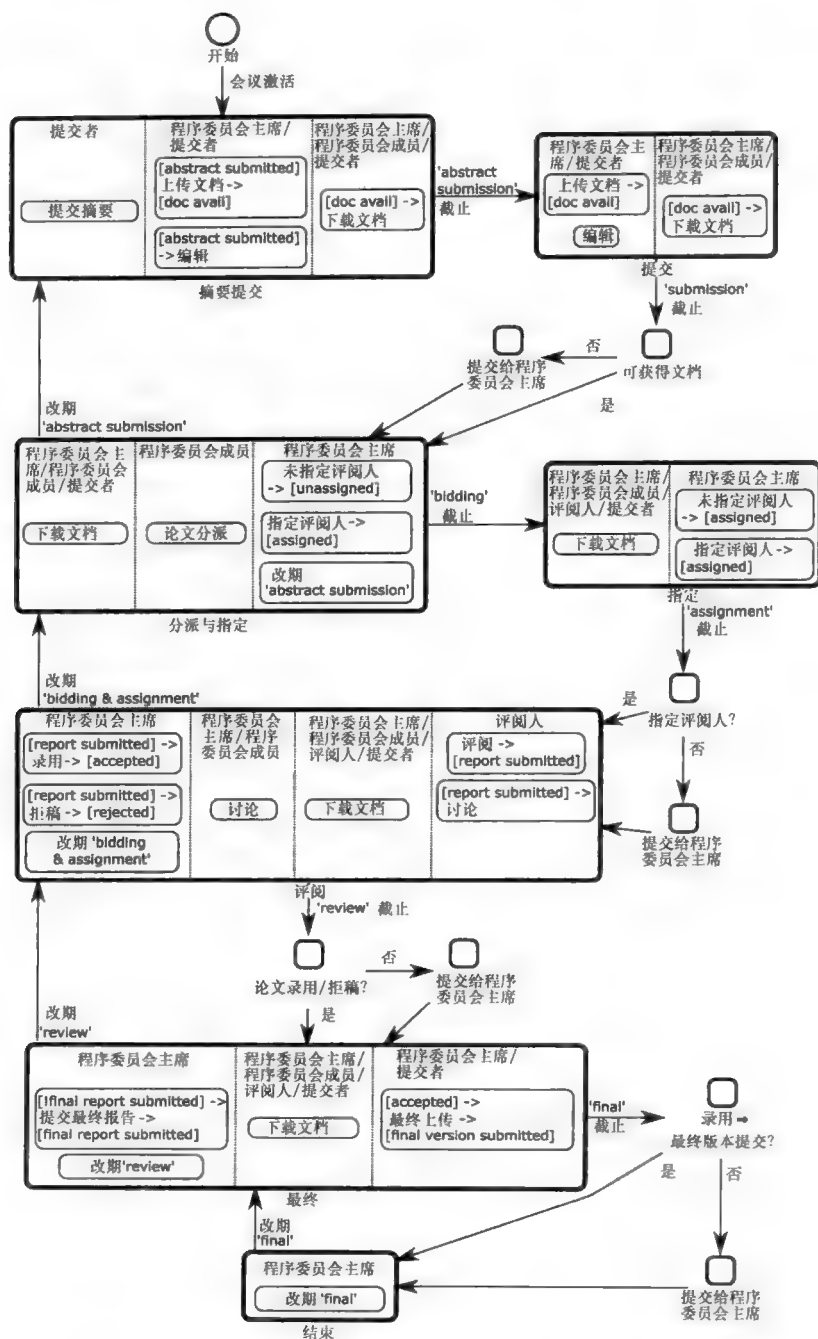 开始
会议激活
提交者
提交摘要
程序委员会主席/
提交者
[abstract submitted]
上传文档->
[doc avail]
[abstract submitted]
->编辑
程序委员会主席/
程序委员会成员/
提交者
[doc avail] ->
下载文档
摘要提交
'abstract
submission'
截止
程序委员会主
席/提交者
上传文档->
[doc avail]
编辑
程序委员会主席/
程序委员会成员/
提交者
[doc avail] ->
下载文档
提交
'submission'
截止
可获得文档
否
提交给程序
委员会主席
是
改期
'abstract submission'
程序委员会主
席/程序委员会
成员/提交者
下载文档
程序委员会成员
论文分派
程序委员会主席
未指定评阅人
-> [unassigned]
指定评阅人->
[assigned]
改期
'abstract submission'
分派与指定
'bidding'
截止
程序委员会主席/
程序委员会成员/
评阅人/提交者
下载文档
程序委员会主席
未指定评阅人
-> [assigned]
指定评阅人->
[assigned]
指定
'assignment'
截止
指定评阅人?
是
否
提交给程序
委员会主席
改期
'bidding & assignment'
程序委员会主席
[report submitted] ->
录用-> [accepted]
[report submitted] ->
拒稿-> [rejected]
改期 'bidding
& assignment'
程序委员会
主席/程序
委员会成员
讨论
程序委员会主席/
程序委员会成员/
评阅人/提交者
下载文档
评阅人
评阅->
[report submitted]
[report submitted] ->
讨论
评阅
'review' 截止
论文录用/拒稿?
否
提交给程序
委员会主席
是
改期
'review'
程序委员会主席
[!final report submitted] ->
提交最终报告->
[final report submitted]
改期'review'
程序委员会主席/
程序委员会成员/
评阅人/提交者
下载文档
程序委员会主席/
提交者
[accepted] ->
最终上传 ->
[final version submitted]
最终
'final'
截止
录用 ⇒
最终版本提交?
是
否
提交给程序
委员会主席
改期
'final'
程序委员会主席
改期 'final'
结束